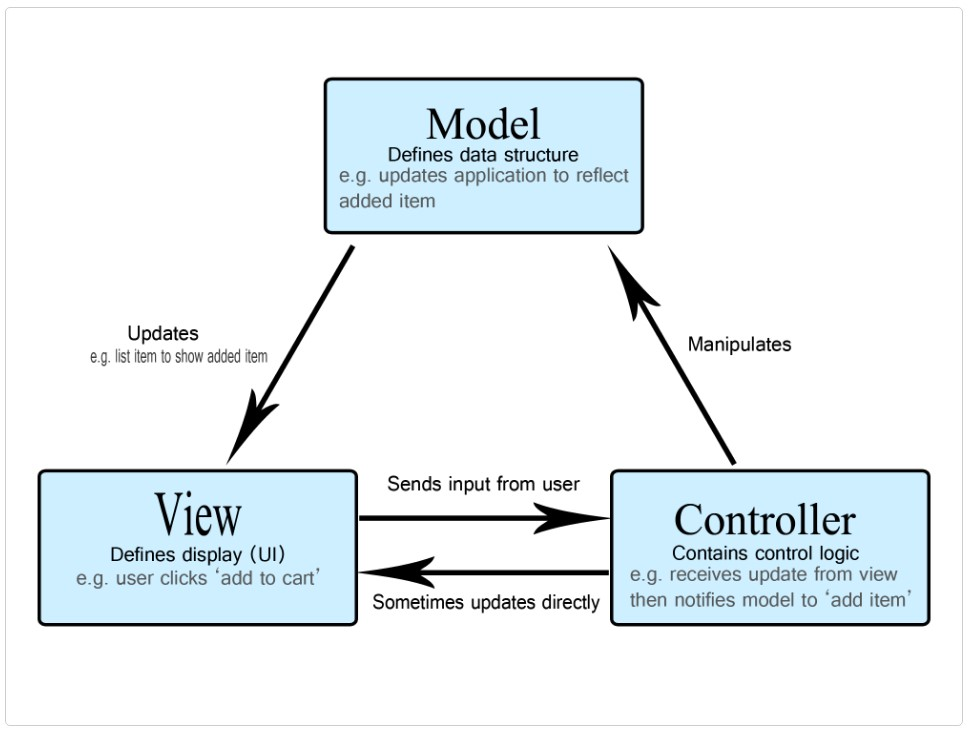 Model
Defines data structure
e.g. updates application to reflect
added item
Updates
e.g. list item to show added item
Manipulates
View
Defines display (UI)
e.g. user clicks ‘add to cart’
Sends input from user
Sometimes updates directly
Controller
Contains control logic
e.g. receives update from view
then notifies model to ‘add item’